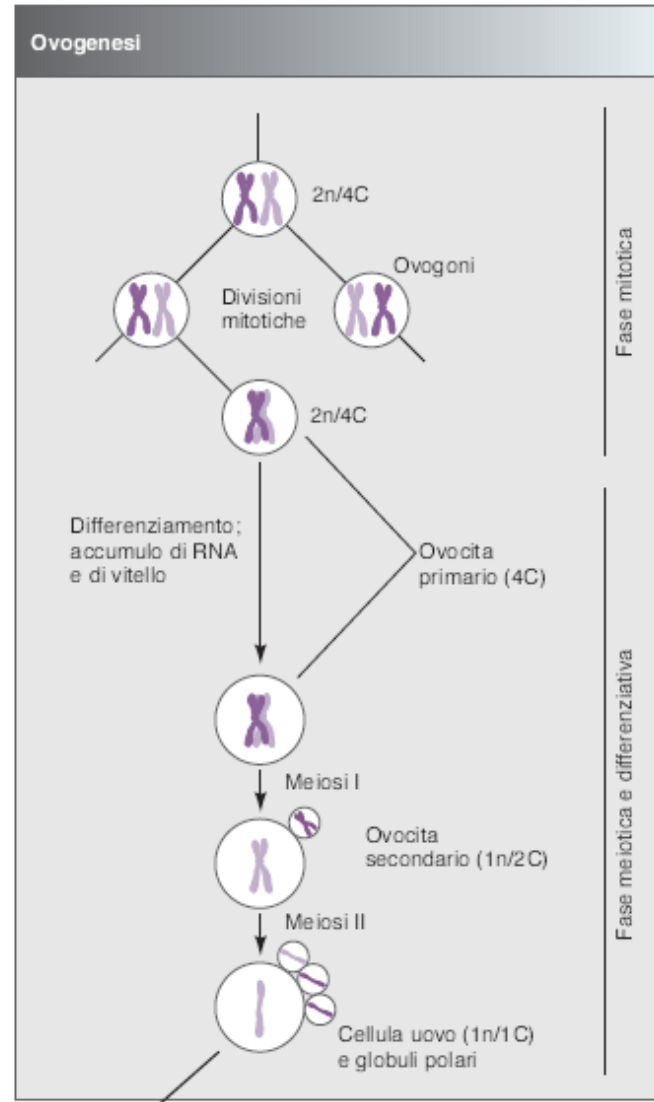 Ovogenesi
2n/4C
Ovogoni
Divisioni
mitotiche
Fase mitotica
2n/4C
Differenziamento;
accumulo di RNA
e di vitello
Ovocita
primario (4C)
Meiosi I
Ovocita
secondario (1n/2C)
Meiosi II
Cellula uovo (1n/1C)
e globuli polari
Fase meiotica e differenziativa